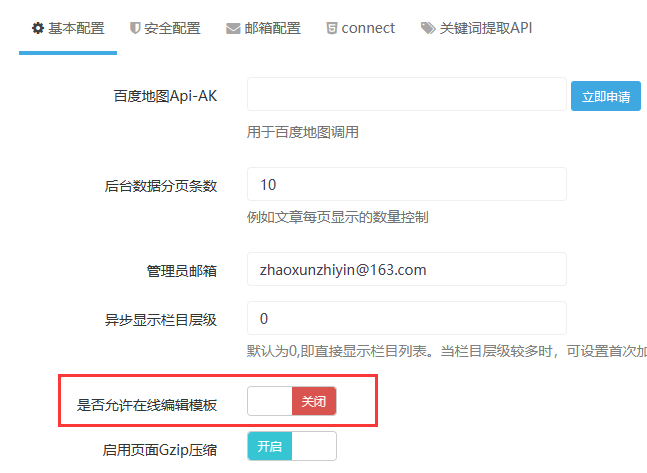 基本配置 安全配置 邮箱配置 connect 关键词提取API
百度地图Api-AK 立即申请
用于百度地图调用
后台数据分页条数 10
例如文章每页显示的数量控制
管理员邮箱 zhaoxunzhiyin@163.com
异步显示栏目层级 0
默认为0,即直接显示栏目列表。当栏目层级较多时，可设置首次加
是否允许在线编辑模板 关闭
启用页面Gzip压缩 开启